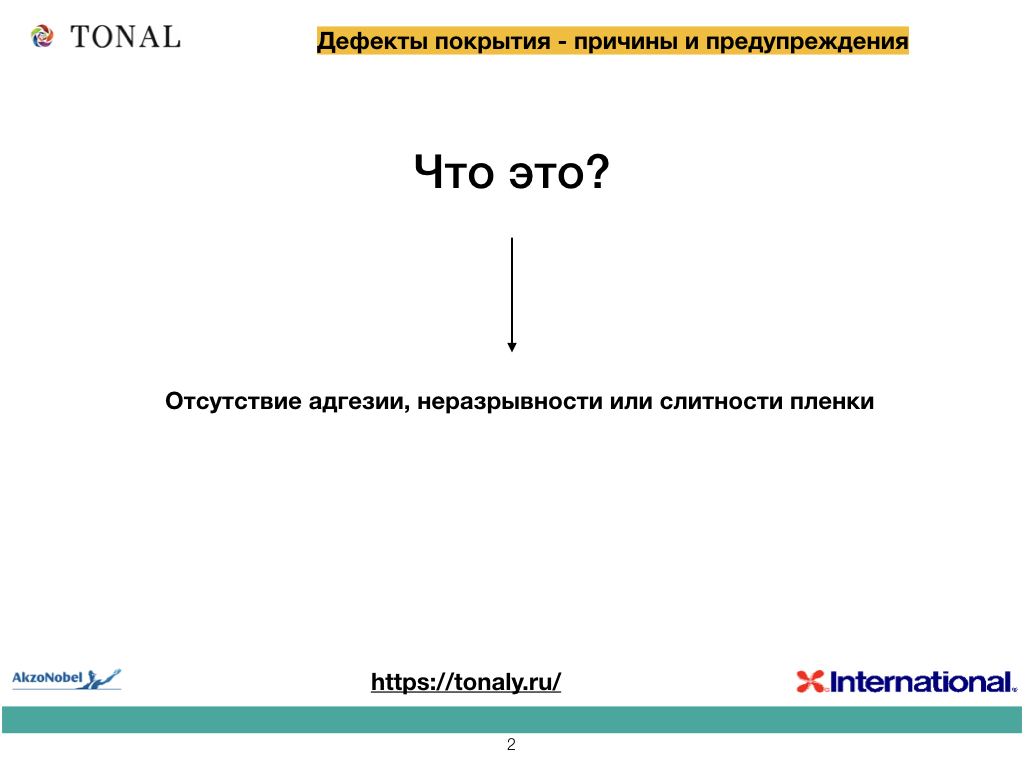 TONAL
Дефекты покрытия - причины и предупреждения
Что это?
Отсутствие адгезии, неразрывности или слитности пленки
AkzoNobel
https://tonaly.ru/
International
2